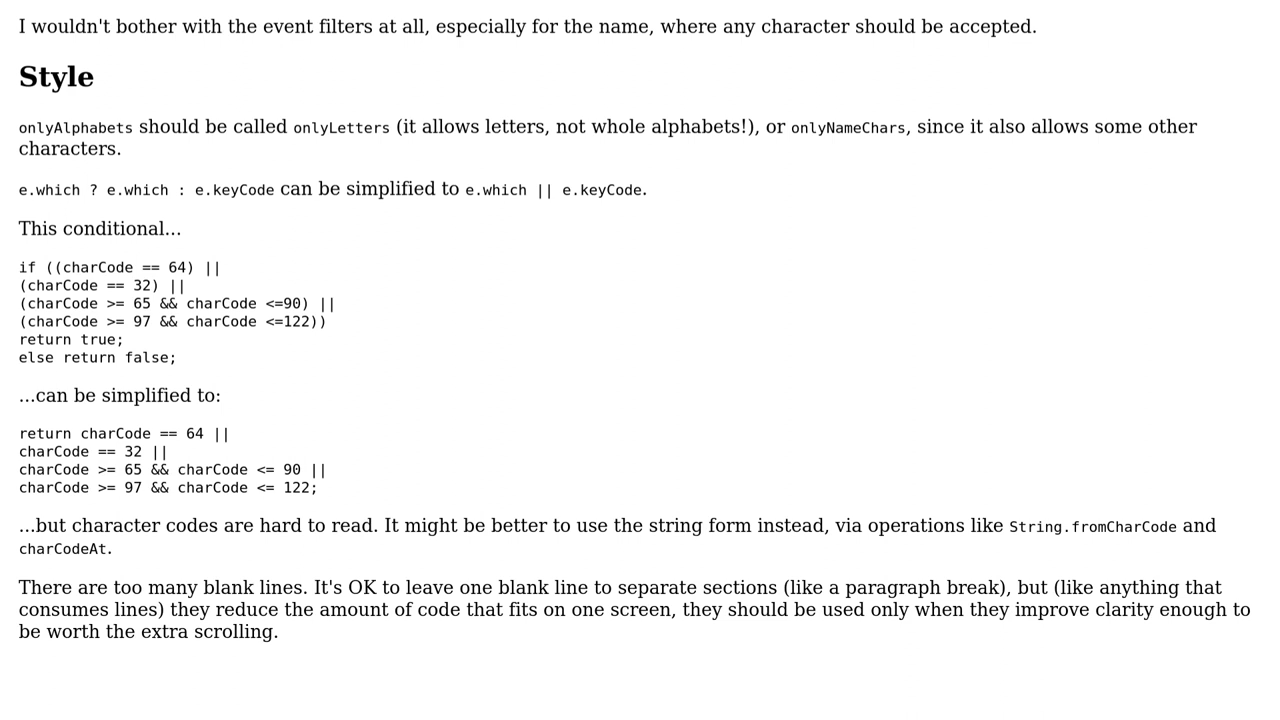 I wouldn't bother with the event filters at all, especially for the name, where any character should be accepted.
Style
onlyAlphabets should be called onlyLetters (it allows letters, not whole alphabets!), or onlyNameChars, since it also allows some other
characters.
e.which ? e.which : e.keyCode can be simplified to e.which || e.keyCode.
This conditional...
if ((charCode == 64) ||
(charCode == 32) ||
(charCode >= 65 && charCode <=90) ||
(charCode >= 97 && charCode <=122))
return true;
else return false;
...can be simplified to:
return charCode == 64 ||
charCode == 32 ||
charCode >= 65 && charCode <= 90 ||
charCode >= 97 && charCode <= 122;
...but character codes are hard to read. It might be better to use the string form instead, via operations like String.fromCharCode and
charCodeAt.
There are too many blank lines. It's OK to leave one blank line to separate sections (like a paragraph break), but (like anything that
consumes lines) they reduce the amount of code that fits on one screen, they should be used only when they improve clarity enough to
be worth the extra scrolling.